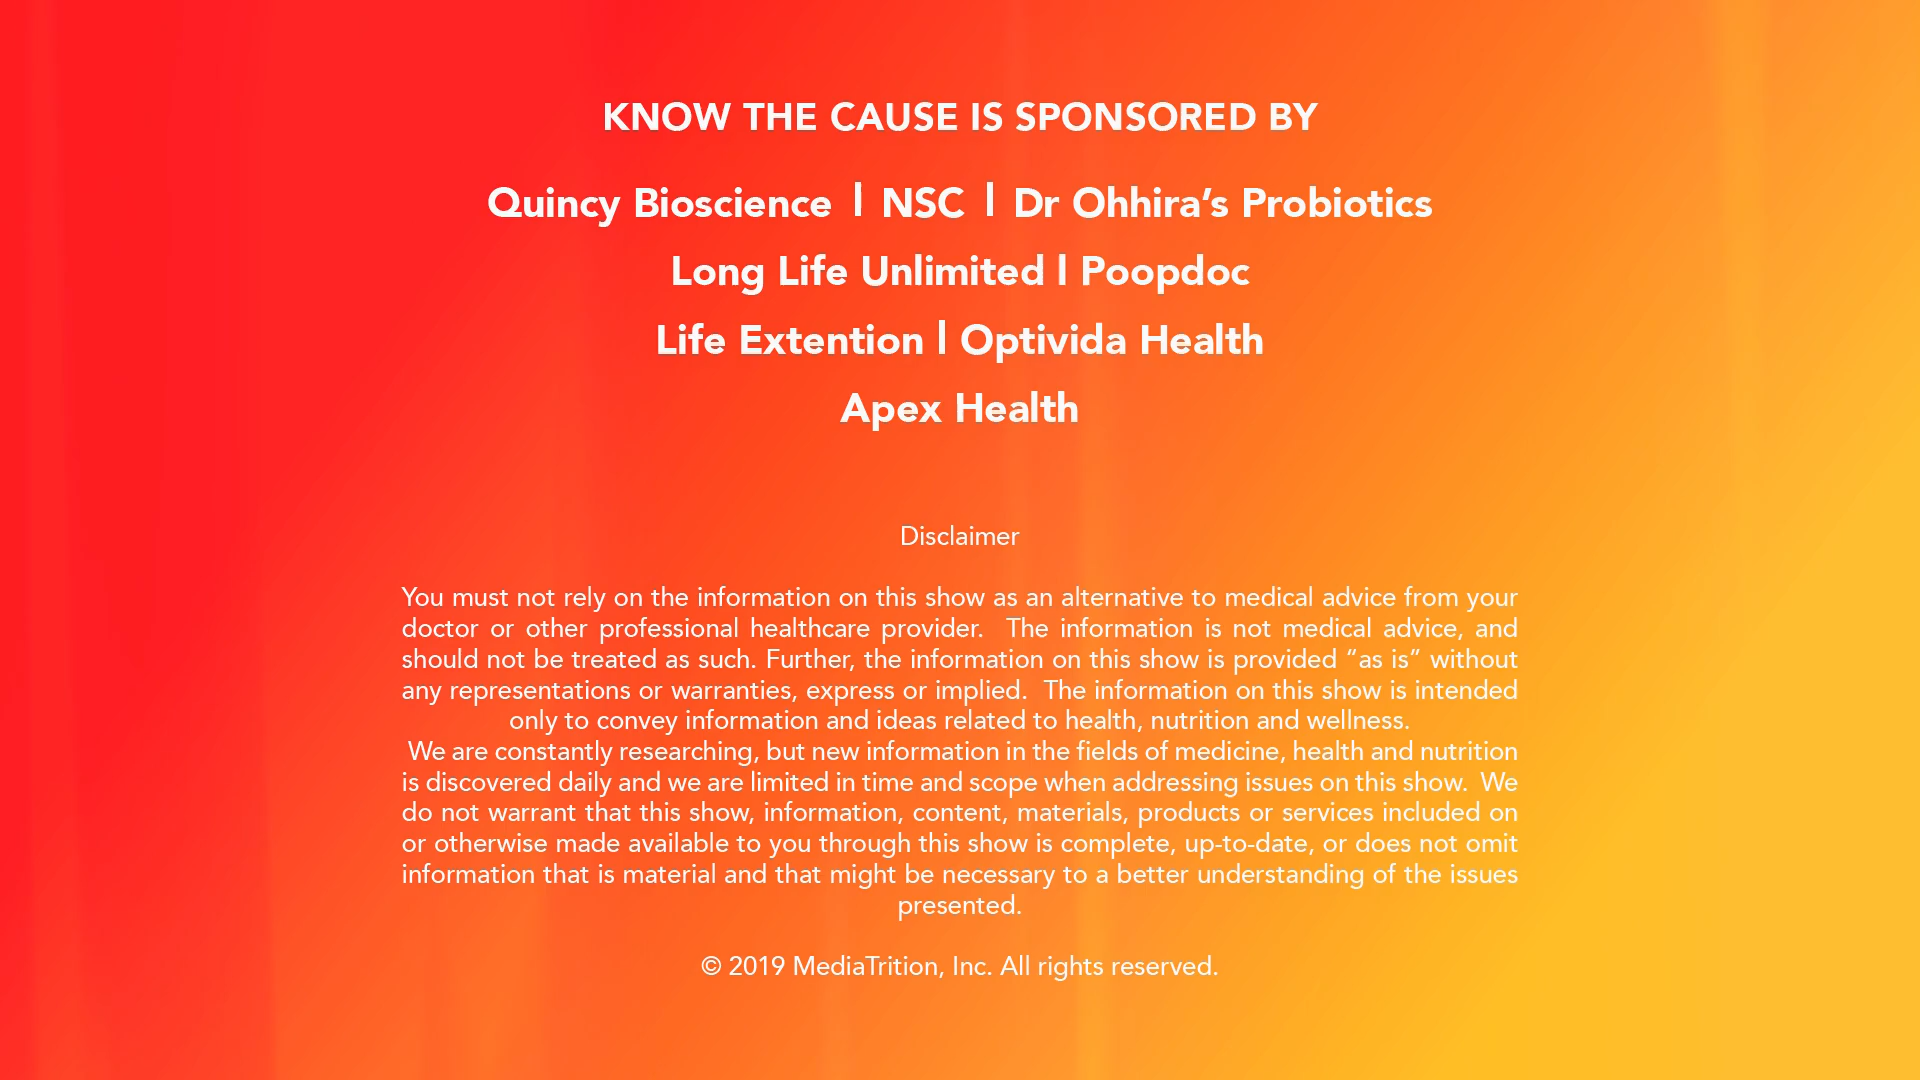 KNOW THE CAUSE IS SPONSORED BY
Quincy Bioscience | NSC | Dr Ohhira’s Probiotics
Long Life Unlimited | Poopdoc
Life Extention | Optivida Health
Apex Health
Disclaimer
You must not rely on the information on this show as an alternative to medical advice from your
doctor or other professional healthcare provider.  The information is not medical advice, and
should not be treated as such. Further, the information on this show is provided “as is” without
any representations or warranties, express or implied.  The information on this show is intended
only to convey information and ideas related to health, nutrition and wellness.
We are constantly researching, but new information in the fields of medicine, health and nutrition
is discovered daily and we are limited in time and scope when addressing issues on this show.  We
do not warrant that this show, information, content, materials, products or services included on
or otherwise made available to you through this show is complete, up-to-date, or does not omit
information that is material and that might be necessary to a better understanding of the issues
presented.
© 2019 MediaTrition, Inc. All rights reserved.